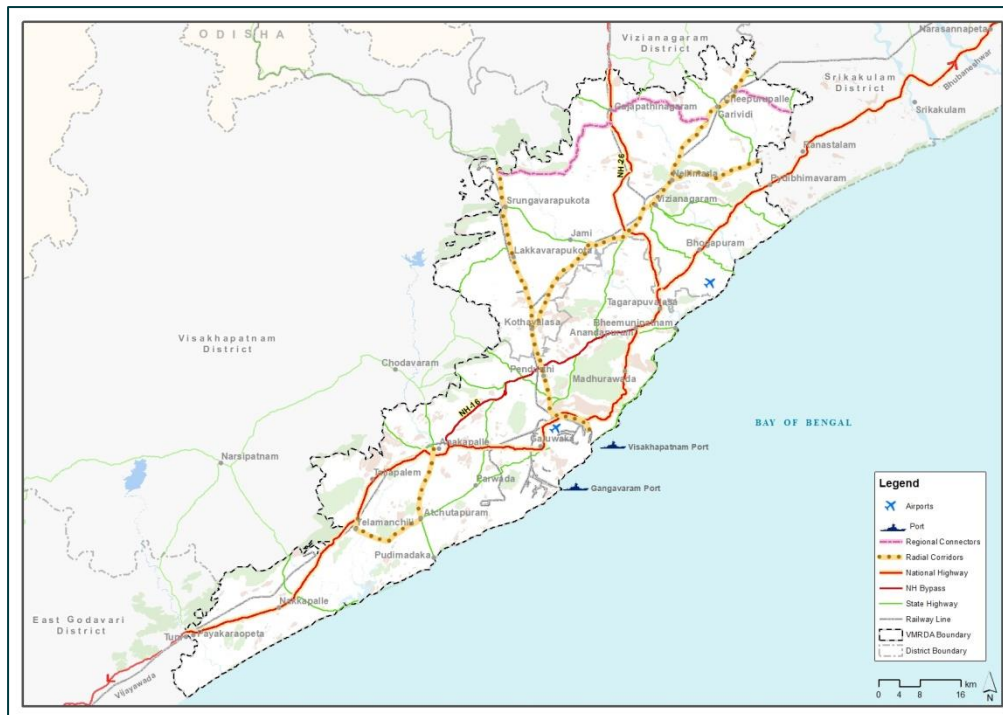 ODISHA
Vizianagaram
District
Narasannapeta
Bhubaneshwar
Srikakulam
District
Srikakulam
Cheepurupalle
Gajapathinagaram
Garividi
Ranastalam
NH-26
Nellimarla
Pydibhimavaram
Srungavarapukota
Vizianagaram
Jami
Bhogapuram
Lakkavarapukota
Tagarapuvalasa
Kothavalasa
Bheemunipatnam
Anandapuram
Visakhapatnam
District
Chodavaram
Pendurthi
Madhurawada
NH-16
BAY OF BENGAL
Anakapalle
Gajuwaka
Visakhapatnam Port
Narsipatnam
Tallapalem
Parwada
Gangavaram Port
Atchutapuram
Yelamanchili
Pudimadaka
Nakkapalle
East Godavari
District
Tuni
Payakaraopeta
Vijayawada
Legend
Airports
Port
Regional Connectors
Radial Corridors
National Highway
NH Bypass
State Highway
Railway Line
VMRDA Boundary
District Boundary
km
0 4 8 16
N